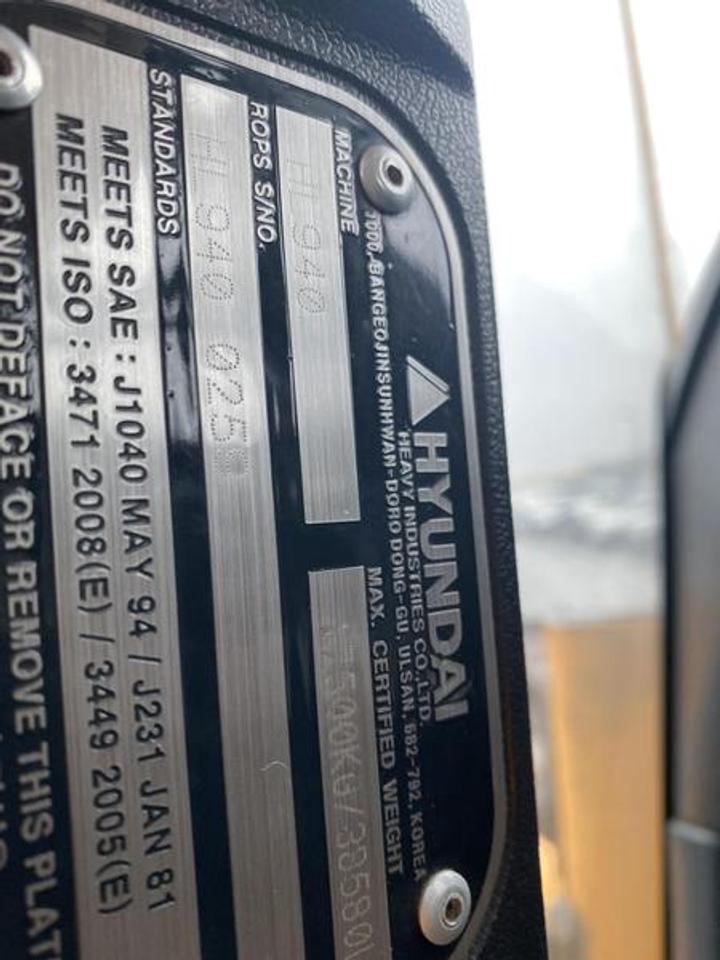 HYUNDAI
HEAVY INDUSTRIES CO.,LTD.
1000, BANGEOJINSUNHWAN-DORO DONG-GU, ULSAN, 682-792, KOREA
MACHINE
HL940
MAX. CERTIFIED WEIGHT
ROPS S/NO.
HL940
STANDARDS
MEETS SAE : J1040 MAY 94 / J231 JAN 81
MEETS ISO : 3471 2008(E) / 3449 2005(E)
DO NOT DEFACE OR REMOVE THIS